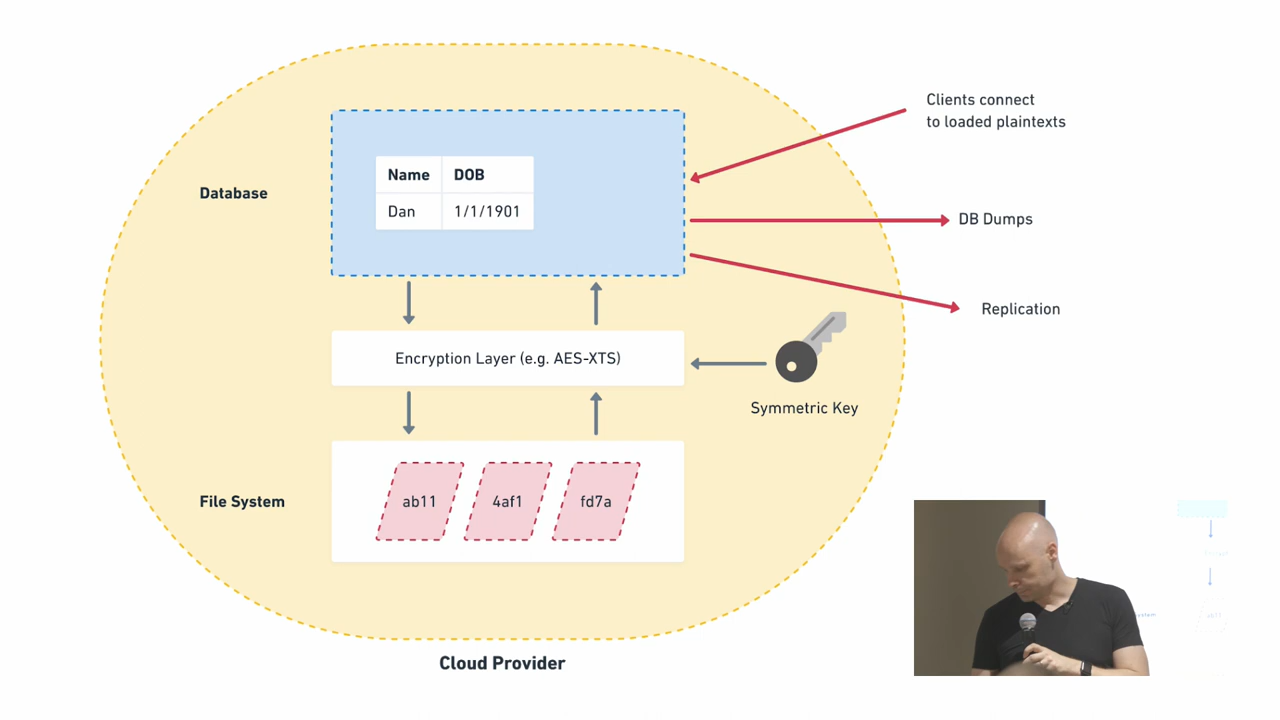 Clients connect
to loaded plaintexts
Database
Name DOB
Dan 1/1/1901
DB Dumps
Replication
Encryption Layer (e.g. AES-XTS)
Symmetric Key
File System
ab11 4af1 fd7a
Cloud Provider